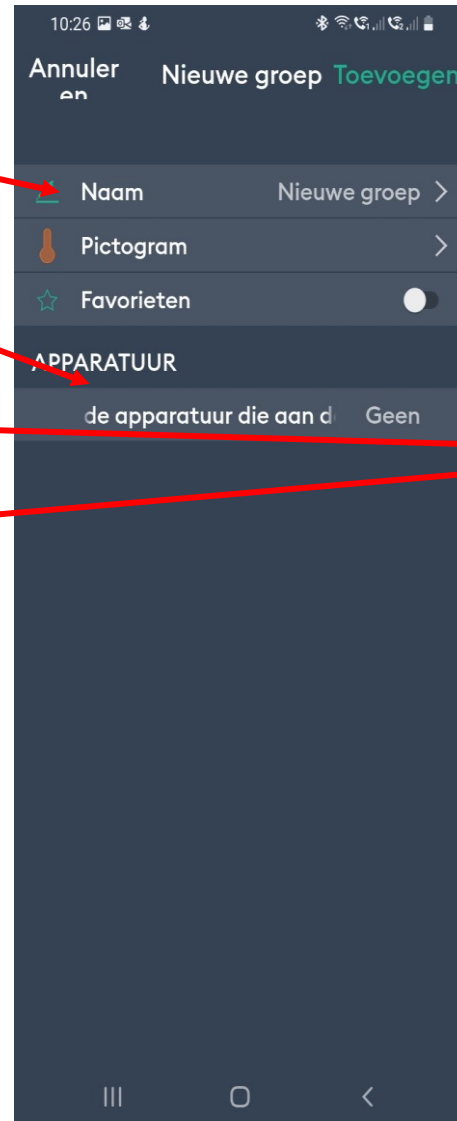 10:26
Annuler
en
Nieuwe groep Toevoegen
Naam Nieuwe groep
Pictogram
Favorieten
APPARATUUR
de apparatuur die aan d Geen